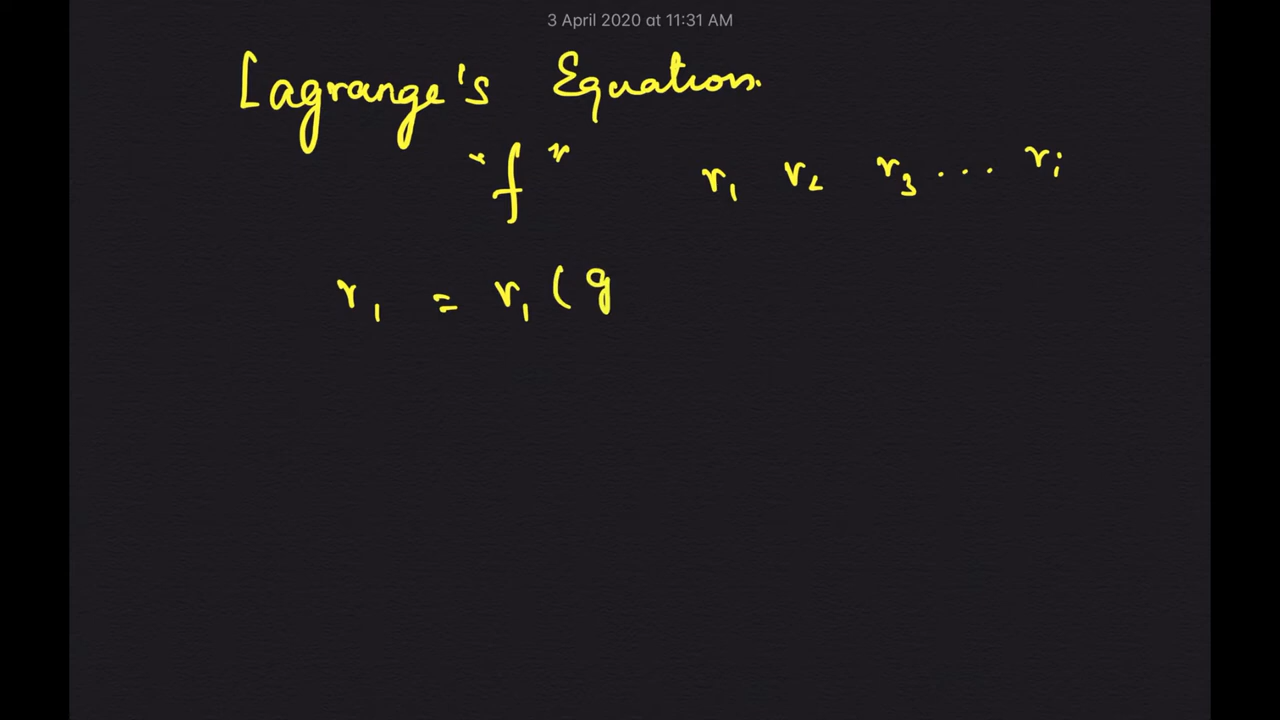 3 April 2020 at 11:31 AM
Lagrange's Equation.
"f" r₁ r₂ r₃ ... rᵢ
r₁ = r₁ ( q